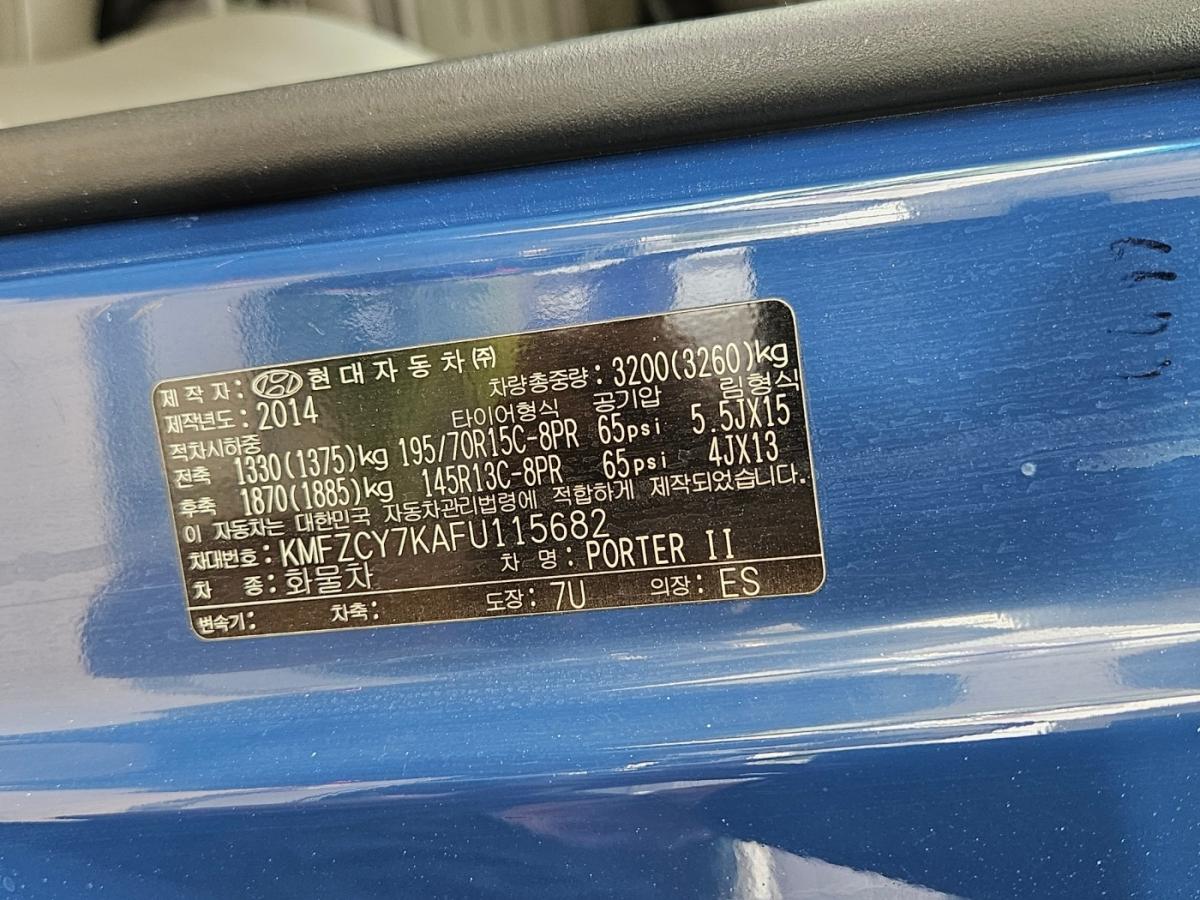 제 작 자 : 현 대 자 동 차 ㈜
제작년도 : 2014 차량총중량 : 3200(3260)kg
적차시하중 타이어형식 공기압 림형식
전축 1330(1375)kg 195/70R15C-8PR 65psi 5.5JX15
후축 1870(1885)kg 145R13C-8PR 65psi 4JX13
이 자동차는 대한민국 자동차관리법령에 적합하게 제작되었습니다.
차대번호 : KMFZCY7KAFU115682
차 종 : 화물차 차 명 : PORTER II
변속기 : 차축 : 도장 : 7U 의장 : ES